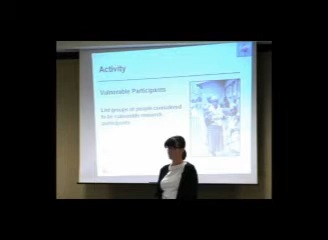 Activity
Vulnerable Participants
List groups of people considered
to be vulnerable research
participants